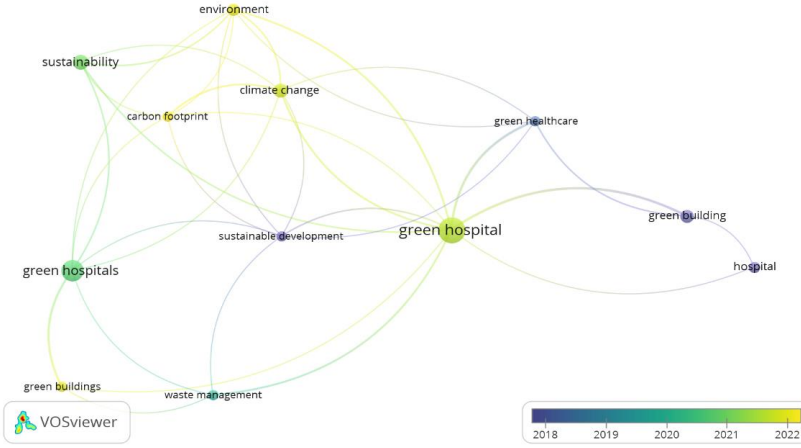 environment
sustainability
climate change
carbon footprint
green healthcare
green building
green hospital
sustainable development
hospital
green hospitals
green buildings
waste management
VOSviewer
2018 2019 2020 2021 2022